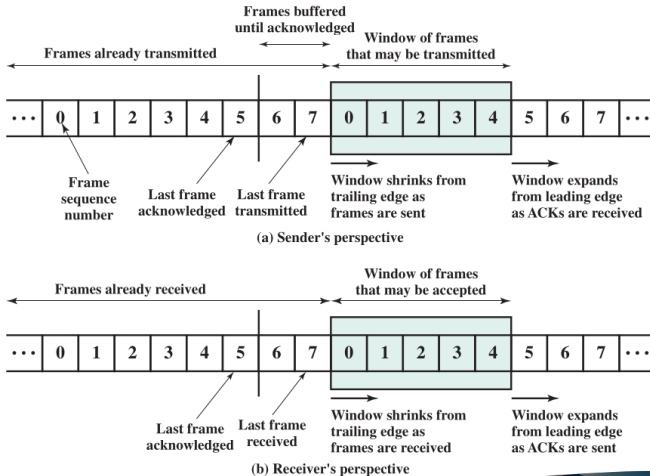 Frames buffered
until acknowledged
Window of frames
that may be transmitted
Frames already transmitted
••• 0 1 2 3 4 5 6 7 0 1 2 3 4 5 6 7 •••
Frame
sequence
number
Last frame
acknowledged
Last frame
transmitted
Window shrinks from
trailing edge as
frames are sent
Window expands
from leading edge
as ACKs are received
(a) Sender's perspective
Window of frames
that may be accepted
Frames already received
••• 0 1 2 3 4 5 6 7 0 1 2 3 4 5 6 7 •••
Last frame
acknowledged
Last frame
received
Window shrinks from
trailing edge as
frames are received
Window expands
from leading edge
as ACKs are sent
(b) Receiver's perspective